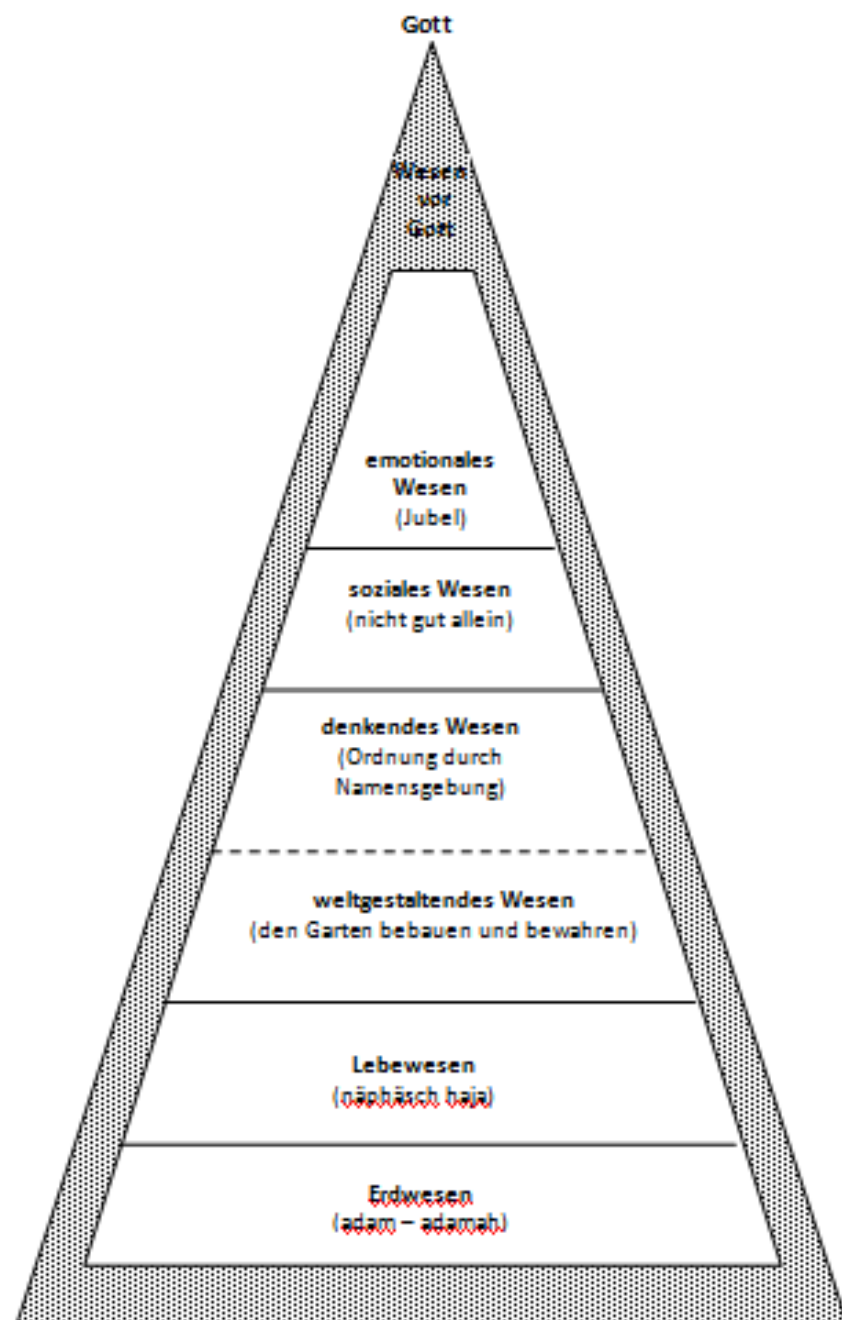 Gott
Wesen
vor
Gott
emotionales
Wesen
(Jubel)
soziales Wesen
(nicht gut allein)
denkendes Wesen
(Ordnung durch
Namensgebung)
weltgestaltendes Wesen
(den Garten bebauen und bewahren)
Lebewesen
(näphäsch haja)
Erdwesen
(adam – adamah)